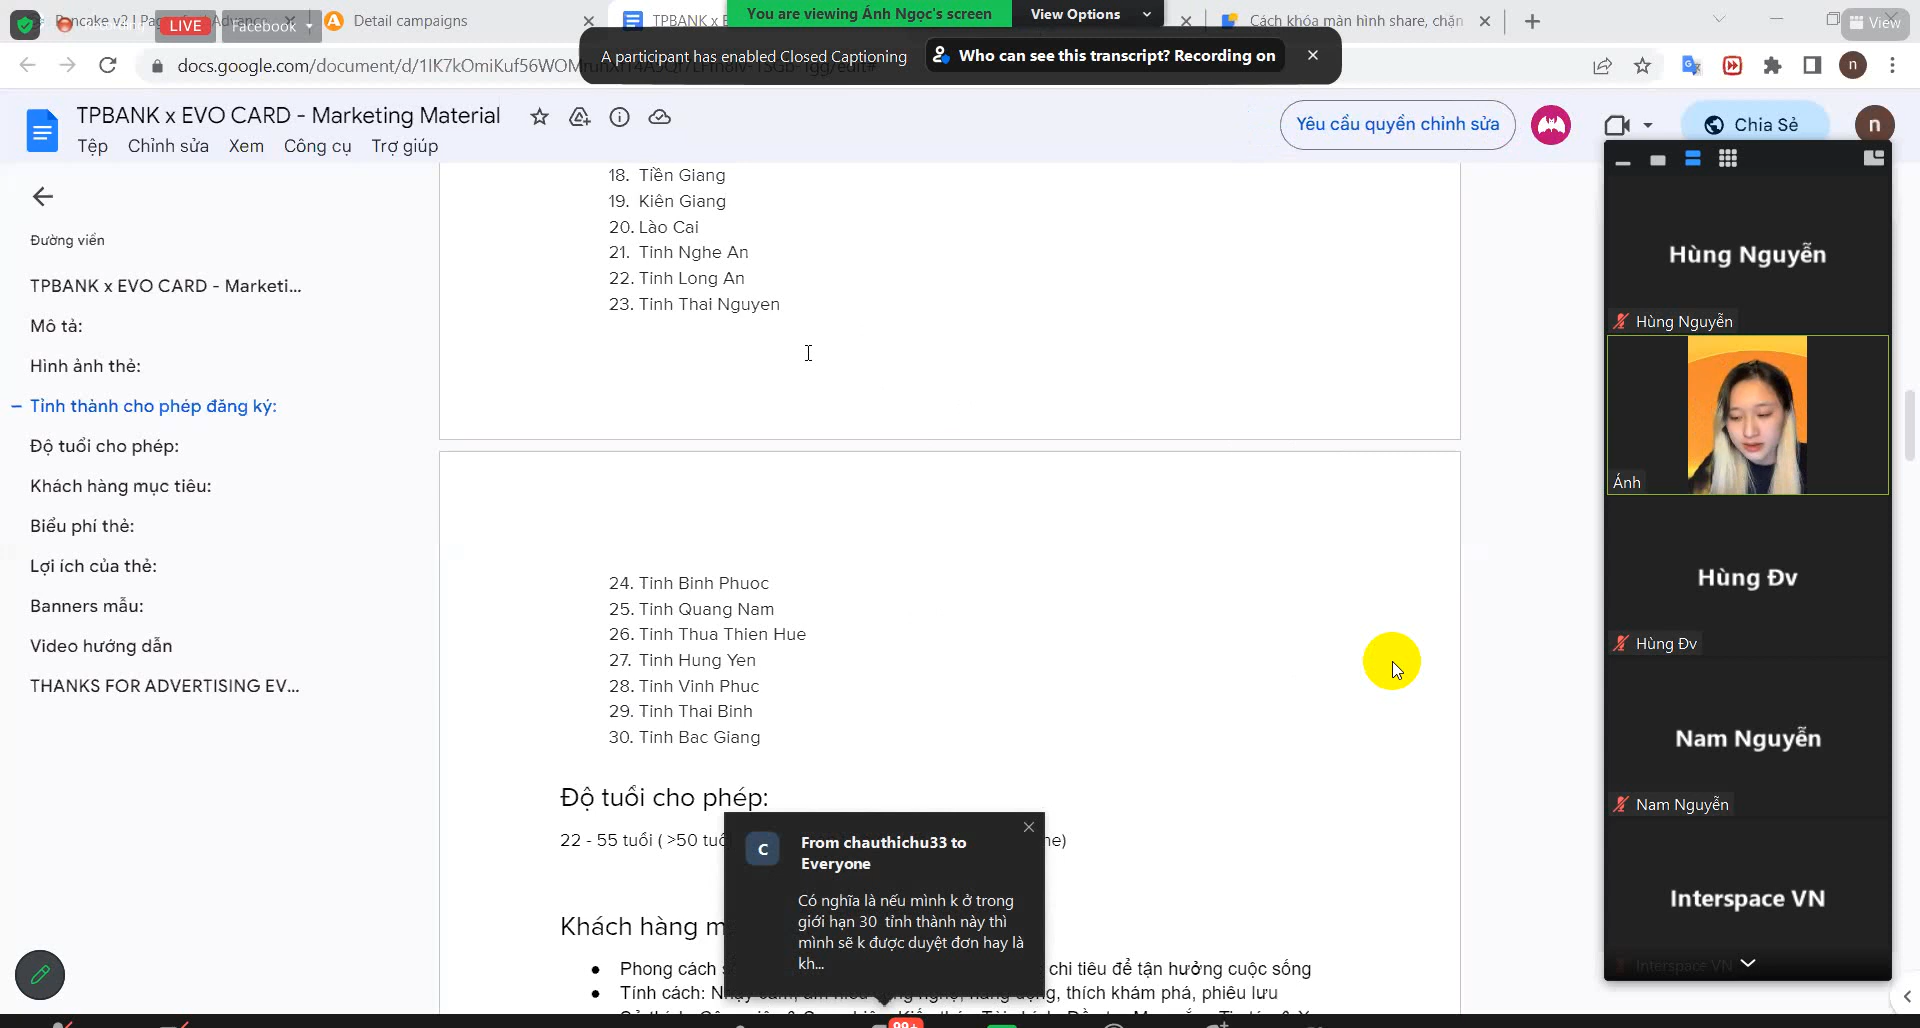 Pancake v2 | Pa
LIVE
Facebook
Advance
Detail campaigns
TPBANK x E
You are viewing Ánh Ngọc's screen
View Options
Cách khóa màn hình share, chặn
View
docs.google.com/document/d/1IK7kOmiKuf56WOM
A participant has enabled Closed Captioning
Who can see this transcript? Recording on
n
TPBANK x EVO CARD - Marketing Material
Tệp Chỉnh sửa Xem Công cụ Trợ giúp
Yêu cầu quyền chỉnh sửa
Chia Sẻ
n
Đường viền
TPBANK x EVO CARD - Marketi...
Mô tả:
Hình ảnh thẻ:
Tỉnh thành cho phép đăng ký:
Độ tuổi cho phép:
Khách hàng mục tiêu:
Biểu phí thẻ:
Lợi ích của thẻ:
Banners mẫu:
Video hướng dẫn
THANKS FOR ADVERTISING EV...
18. Tiền Giang
19. Kiên Giang
20. Lào Cai
21. Tinh Nghe An
22. Tinh Long An
23. Tinh Thai Nguyen
24. Tinh Binh Phuoc
25. Tinh Quang Nam
26. Tinh Thua Thien Hue
27. Tinh Hung Yen
28. Tinh Vinh Phuc
29. Tinh Thai Binh
30. Tinh Bac Giang
Độ tuổi cho phép:
22 - 55 tuổi ( >50 tuổ
Khách hàng m
Phong cách
chi tiêu để tận hưởng cuộc sống
Tính cách:
thích khám phá, phiêu lưu
C
From chauthichu33 to
Everyone
Có nghĩa là nếu mình k ở trong
giới hạn 30 tỉnh thành này thì
mình sẽ k được duyệt đơn hay là
kh...
99+
Hùng Nguyễn
Hùng Nguyễn
Ánh
Hùng Đv
Hùng Đv
Nam Nguyễn
Nam Nguyễn
Interspace VN
Interspace VN